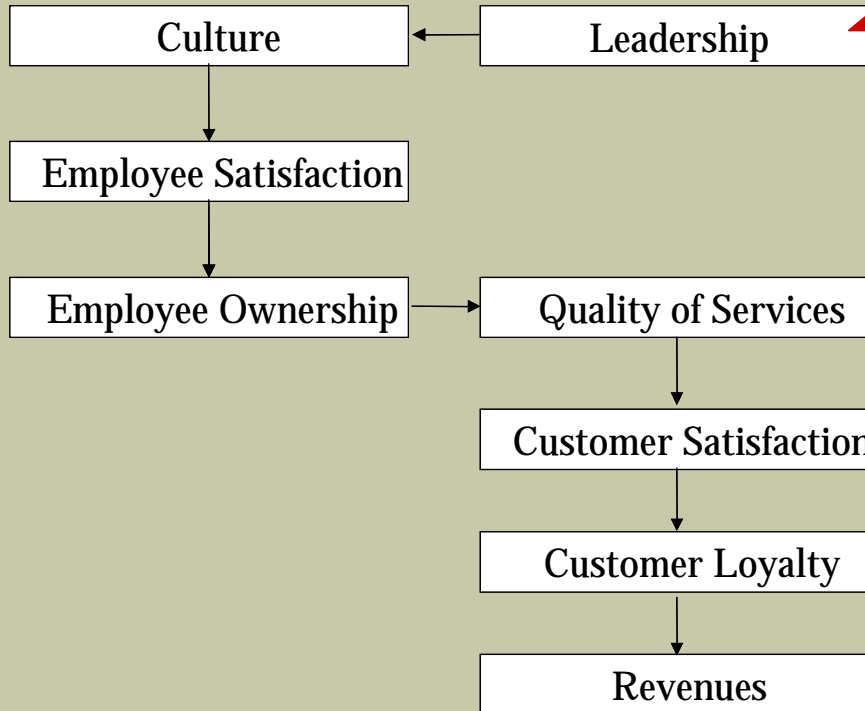 Culture
Leadership
Employee Satisfaction
Employee Ownership
Quality of Services
Customer Satisfaction
Customer Loyalty
Revenues